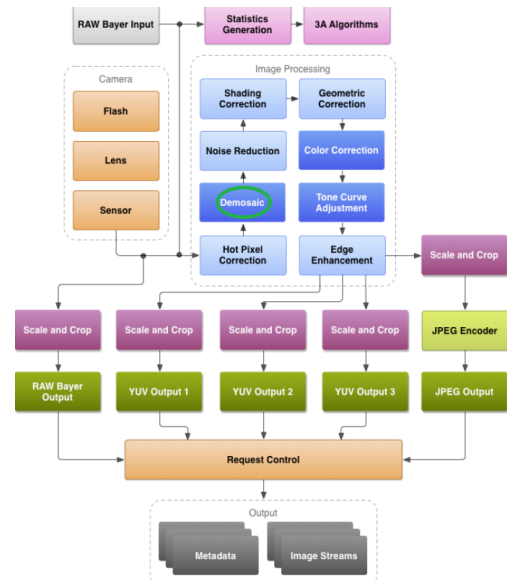 RAW Bayer Input
Statistics
Generation
3A Algorithms
Camera
Flash
Lens
Sensor
Image Processing
Shading
Correction
Geometric
Correction
Noise Reduction
Color Correction
Demosaic
Tone Curve
Adjustment
Hot Pixel
Correction
Edge
Enhancement
Scale and Crop
Scale and Crop
Scale and Crop
Scale and Crop
Scale and Crop
JPEG Encoder
RAW Bayer
Output
YUV Output 1
YUV Output 2
YUV Output 3
JPEG Output
Request Control
Output
Metadata
Image Streams